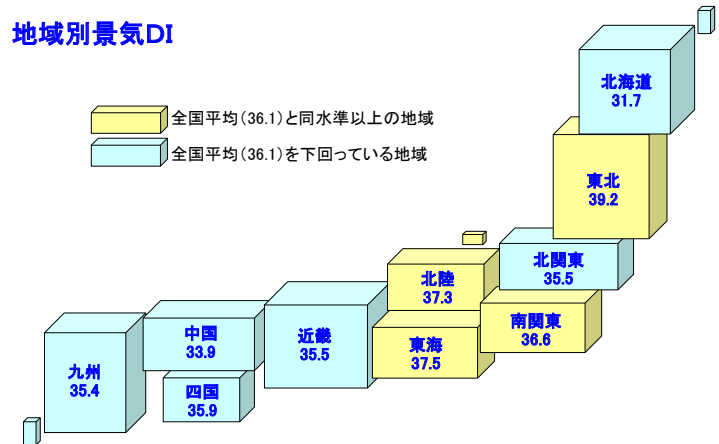 地域別景気DI
全国平均（36.1）と同水準以上の地域
全国平均（36.1）を下回っている地域
北海道
31.7
東北
39.2
北関東
35.5
北陸
37.3
南関東
36.6
東海
37.5
近畿
35.5
中国
33.9
四国
35.9
九州
35.4